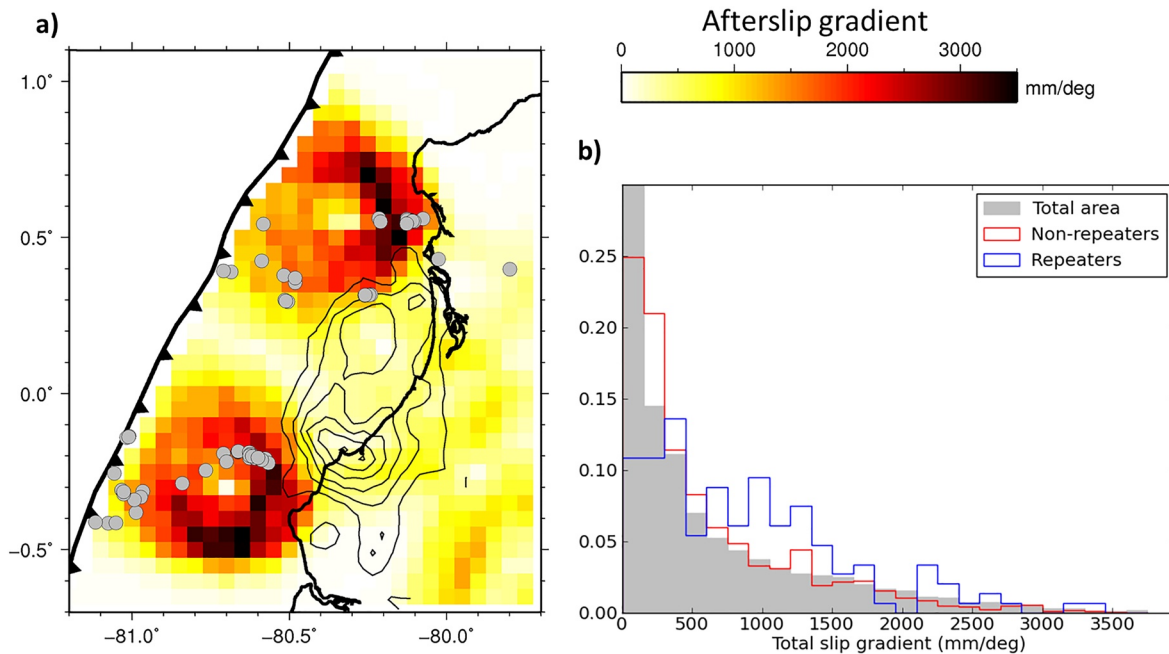 a)
Afterslip gradient
0 1000 2000 3000
mm/deg
1.0°
0.5°
0.0°
−0.5°
−81.0° −80.5° −80.0°
b)
Total area
Non-repeaters
Repeaters
0.25
0.20
0.15
0.10
0.05
0.00
0 500 1000 1500 2000 2500 3000 3500
Total slip gradient (mm/deg)